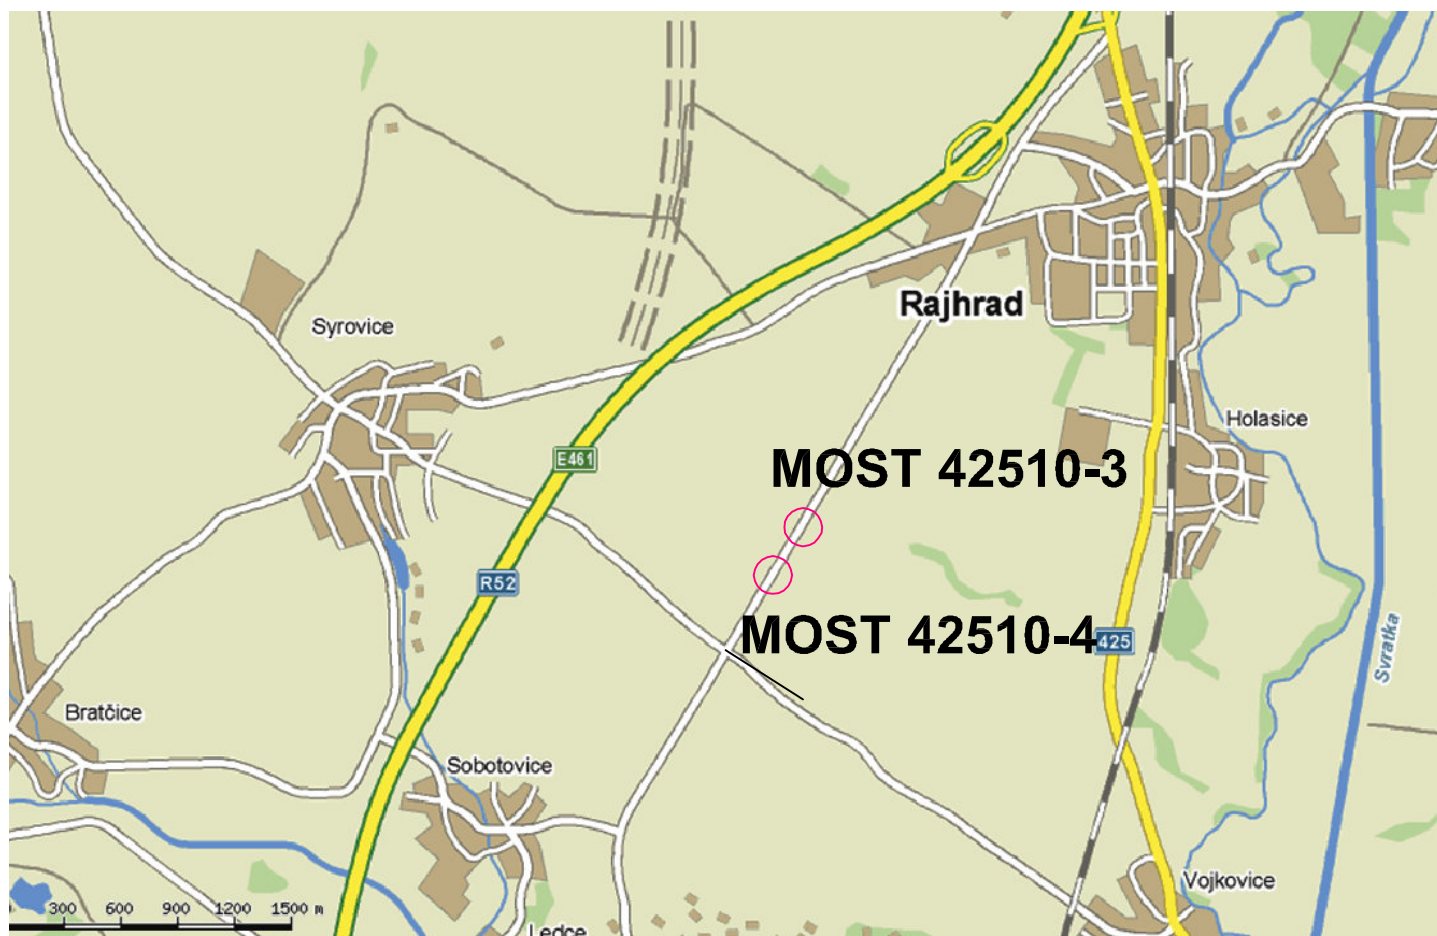 Rajhrad
Syrovice
Holasice
E461
MOST 42510-3
R52
MOST 42510-4
425
Svratka
Bratčice
Sobotovice
Vojkovice
300 600 900 1200 1500 m
Ledce